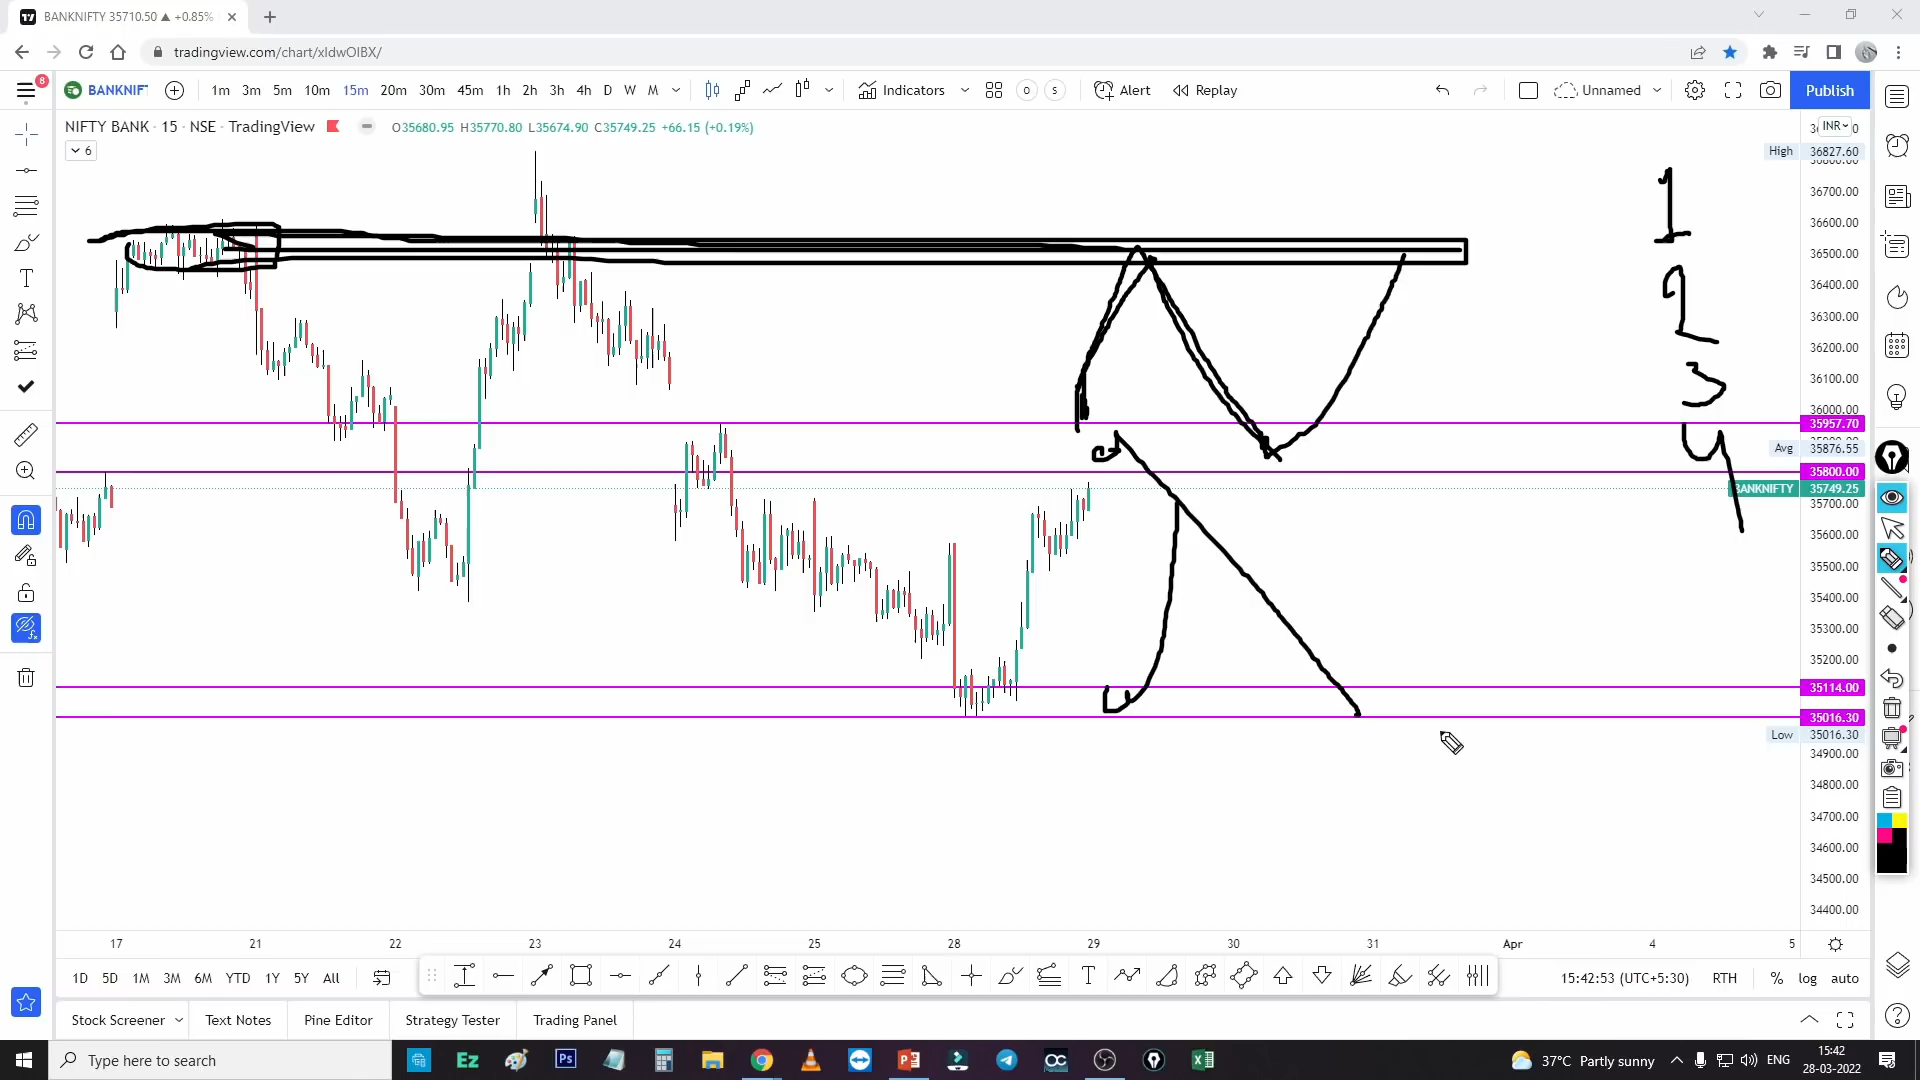 BANKNIFTY 35710.50 ▲ +0.85%
tradingview.com/chart/xIdwOIBX/
8
BANKNIF
1m 3m 5m 10m 15m 20m 30m 45m 1h 2h 3h 4h D W M
Indicators
O S
Alert
Replay
Unnamed
Publish
NIFTY BANK · 15 · NSE · TradingView
O35680.95 H35770.80 L35674.90 C35749.25 +66.15 (+0.19%)
6
INR
High 36827.60
36700.00
36600.00
36500.00
36400.00
36300.00
36200.00
36100.00
36000.00
35957.70
Avg 35876.55
35800.00
BANKNIFTY 35749.25
35700.00
35600.00
35500.00
35400.00
35300.00
35200.00
35114.00
35016.30
Low 35016.30
34900.00
34800.00
34700.00
34600.00
34500.00
34400.00
1
2
3
4
17 21 22 23 24 25 28 29 30 31 Apr 4 5
1D 5D 1M 3M 6M YTD 1Y 5Y All
15:42:53 (UTC+5:30) RTH % log auto
Stock Screener Text Notes Pine Editor Strategy Tester Trading Panel
Type here to search
Ez
Ps
OC
37°C Partly sunny
ENG
15:42
28-03-2022